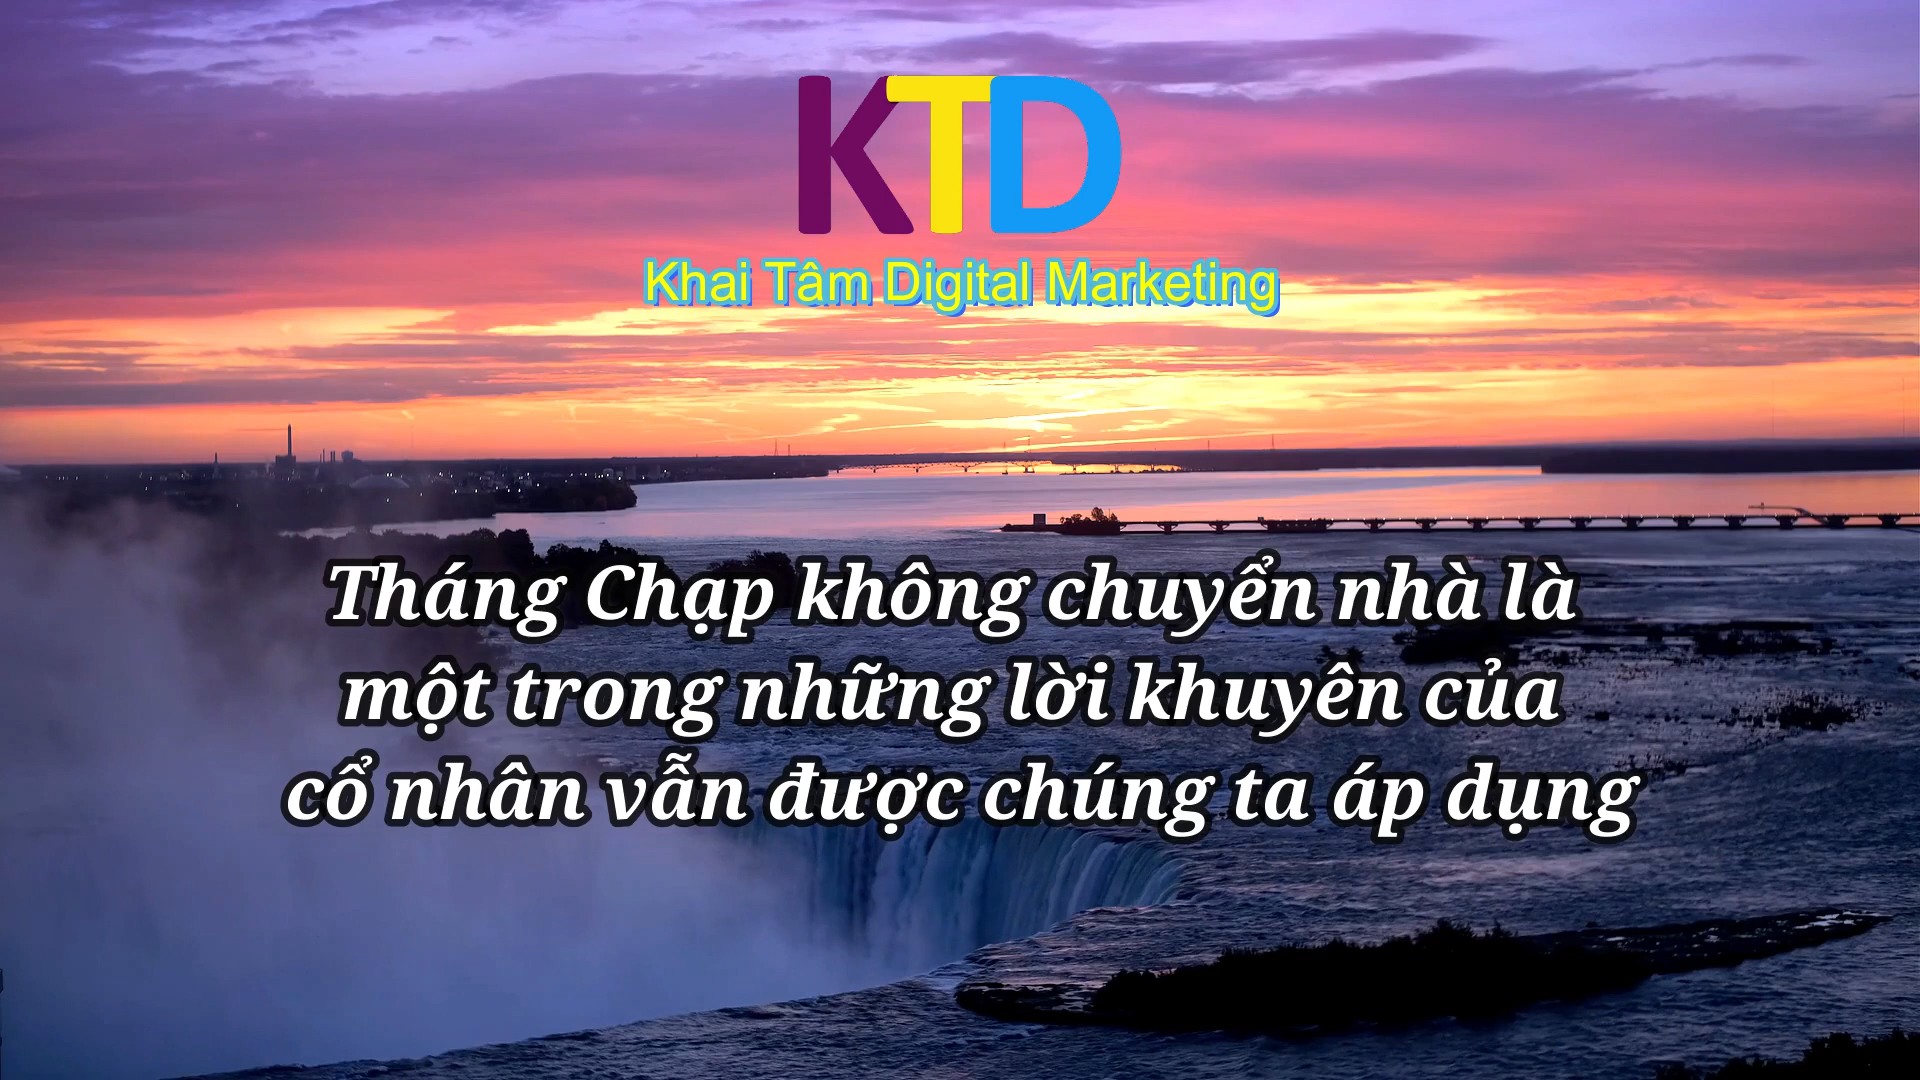 KTD
Khai Tâm Digital Marketing
Tháng Chạp không chuyển nhà là
một trong những lời khuyên của
cổ nhân vẫn được chúng ta áp dụng